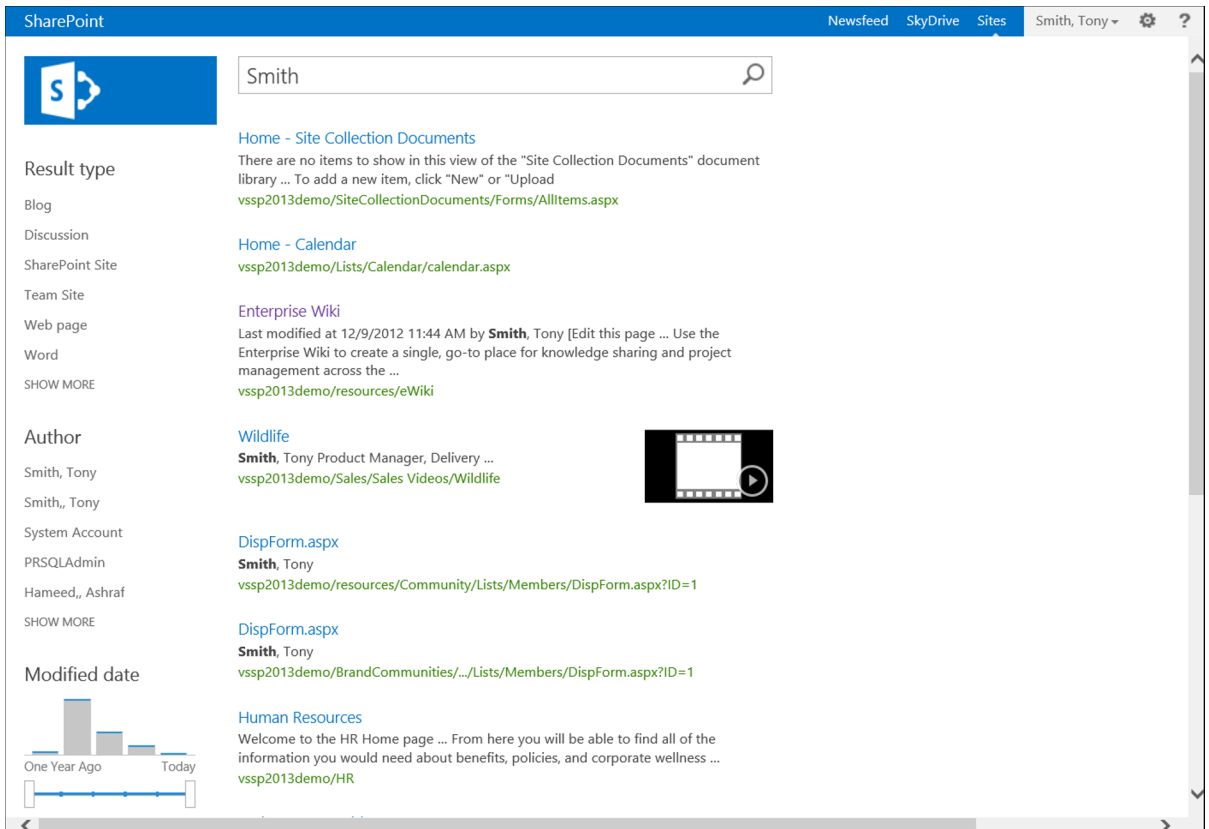 SharePoint
Newsfeed SkyDrive Sites Smith, Tony ?
S
Smith
Result type
Blog
Discussion
SharePoint Site
Team Site
Web page
Word
SHOW MORE
Author
Smith, Tony
Smith,, Tony
System Account
PRSQLAdmin
Hameed,, Ashraf
SHOW MORE
Modified date
One Year Ago Today
Home - Site Collection Documents
There are no items to show in this view of the "Site Collection Documents" document
library ... To add a new item, click "New" or "Upload
vssp2013demo/SiteCollectionDocuments/Forms/AllItems.aspx
Home - Calendar
vssp2013demo/Lists/Calendar/calendar.aspx
Enterprise Wiki
Last modified at 12/9/2012 11:44 AM by Smith, Tony [Edit this page ... Use the
Enterprise Wiki to create a single, go-to place for knowledge sharing and project
management across the ...
vssp2013demo/resources/eWiki
Wildlife
Smith, Tony Product Manager, Delivery ...
vssp2013demo/Sales/Sales Videos/Wildlife
DispForm.aspx
Smith, Tony
vssp2013demo/resources/Community/Lists/Members/DispForm.aspx?ID=1
DispForm.aspx
Smith, Tony
vssp2013demo/BrandCommunities/.../Lists/Members/DispForm.aspx?ID=1
Human Resources
Welcome to the HR Home page ... From here you will be able to find all of the
information you would need about benefits, policies, and corporate wellness ...
vssp2013demo/HR